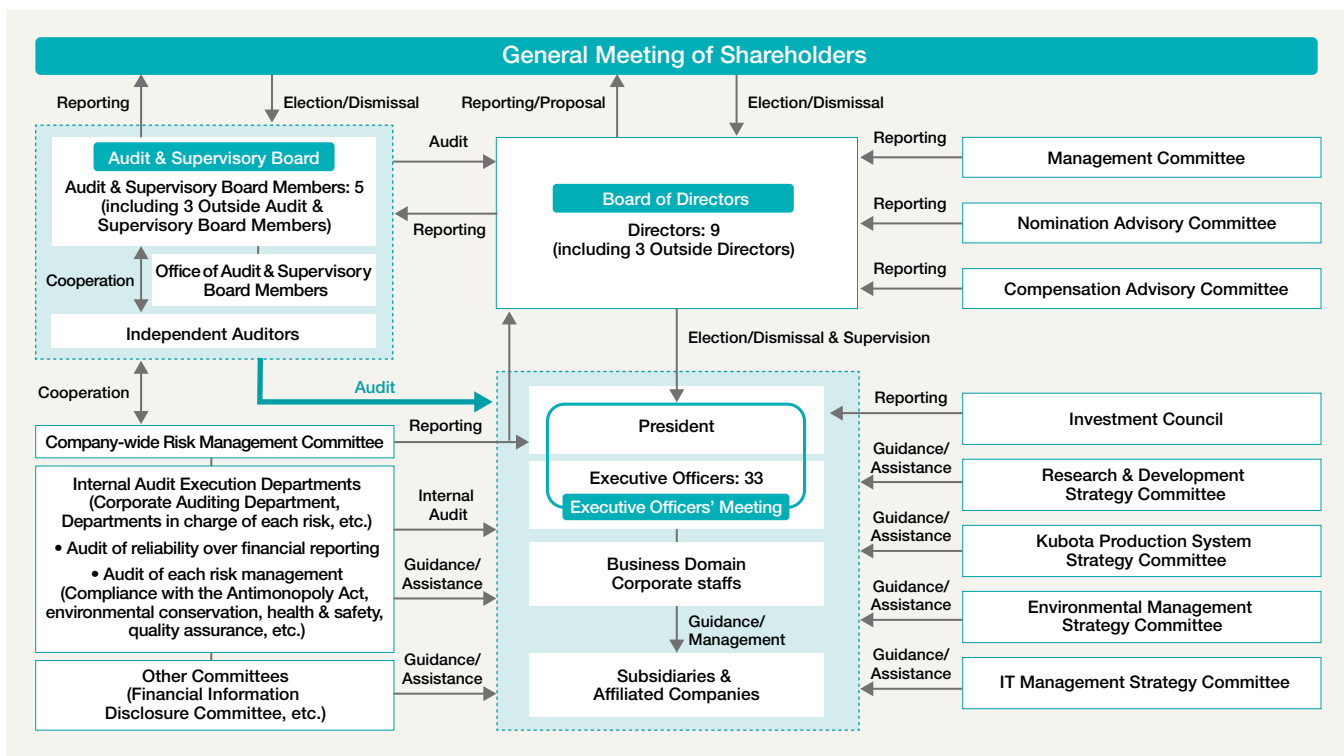 General Meeting of Shareholders
Reporting
Election/Dismissal
Reporting/Proposal
Election/Dismissal
Audit & Supervisory Board
Audit & Supervisory Board Members: 5
(including 3 Outside Audit &
Supervisory Board Members)
Cooperation
Office of Audit & Supervisory
Board Members
Independent Auditors
Audit
Reporting
Board of Directors
Directors: 9
(including 3 Outside Directors)
Reporting
Management Committee
Reporting
Nomination Advisory Committee
Reporting
Compensation Advisory Committee
Election/Dismissal & Supervision
Cooperation
Audit
Company-wide Risk Management Committee
Reporting
Internal Audit Execution Departments
(Corporate Auditing Department,
Departments in charge of each risk, etc.)
• Audit of reliability over financial reporting
• Audit of each risk management
(Compliance with the Antimonopoly Act,
environmental conservation, health & safety,
quality assurance, etc.)
Internal
Audit
Guidance/
Assistance
Other Committees
(Financial Information
Disclosure Committee, etc.)
Guidance/
Assistance
President
Executive Officers: 33
Executive Officers' Meeting
Business Domain
Corporate staffs
Guidance/
Management
Subsidiaries &
Affiliated Companies
Reporting
Investment Council
Guidance/
Assistance
Research & Development
Strategy Committee
Guidance/
Assistance
Kubota Production System
Strategy Committee
Guidance/
Assistance
Environmental Management
Strategy Committee
Guidance/
Assistance
IT Management Strategy Committee